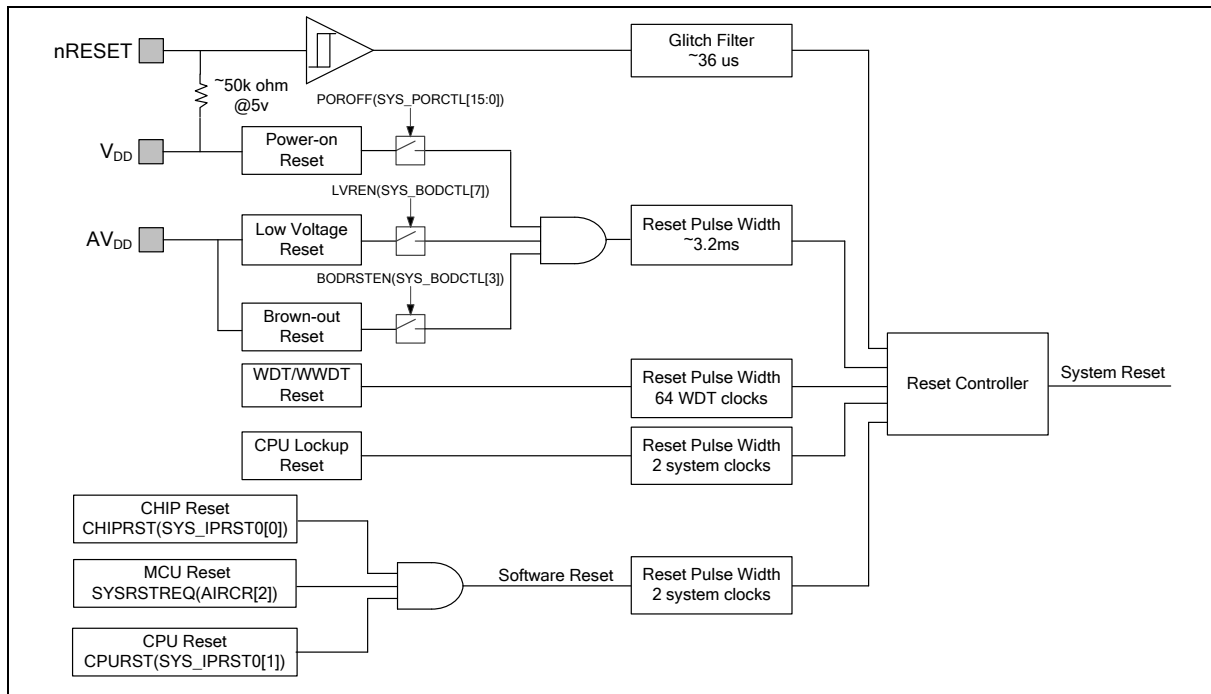 nRESET
~50k ohm
@5v
Glitch Filter
~36 us
POROFF(SYS_PORCTL[15:0])
VDD
Power-on
Reset
LVREN(SYS_BODCTL[7])
AVDD
Low Voltage
Reset
Reset Pulse Width
~3.2ms
BODRSTEN(SYS_BODCTL[3])
Brown-out
Reset
WDT/WWDT
Reset
Reset Pulse Width
64 WDT clocks
Reset Controller
System Reset
CPU Lockup
Reset
Reset Pulse Width
2 system clocks
CHIP Reset
CHIPRST(SYS_IPRST0[0])
MCU Reset
SYSRSTREQ(AIRCR[2])
Software Reset
Reset Pulse Width
2 system clocks
CPU Reset
CPURST(SYS_IPRST0[1])